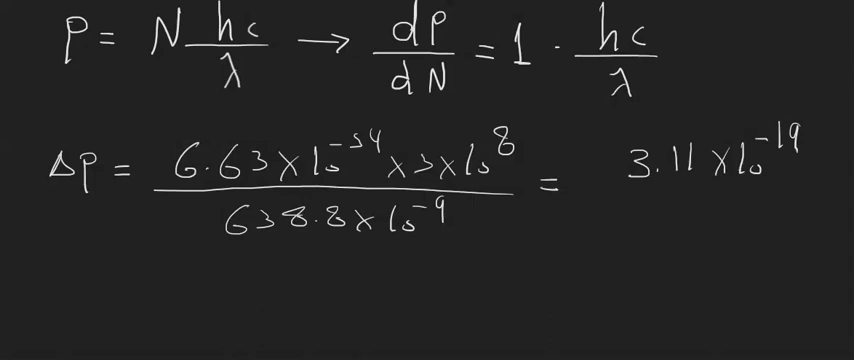 P = N hc/λ → dP/dN = 1 · hc/λ
ΔP = 6.63 x 10^-34 x 3 x 10^8 / 638.8 x 10^-9 = 3.11 x 10^-19